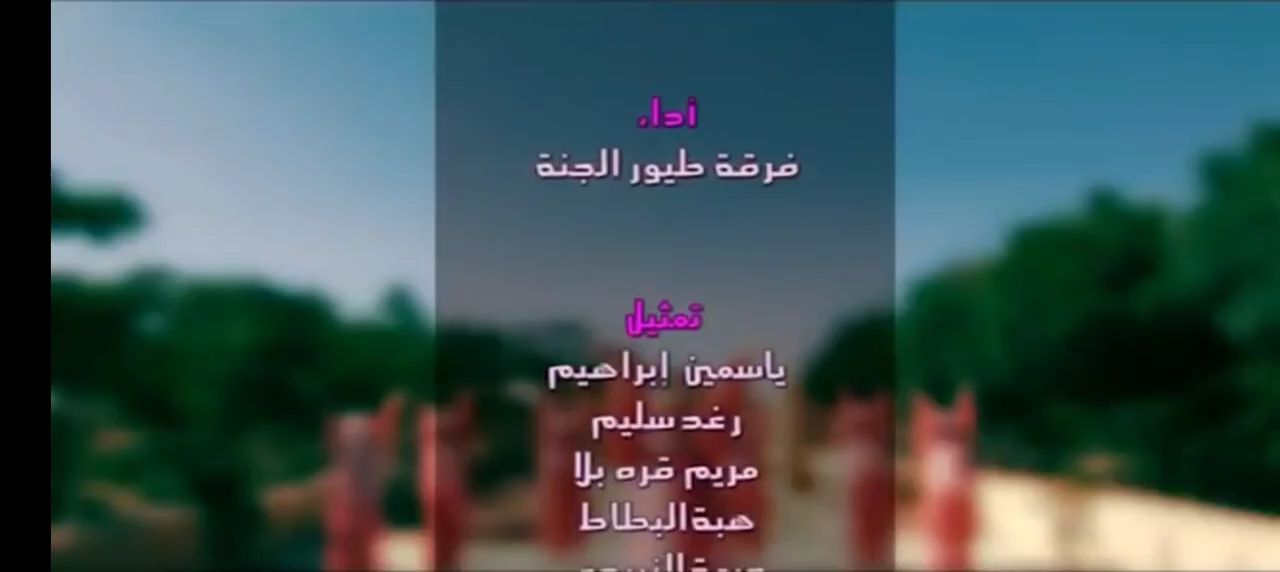 أداء
فرقة طيور الجنة
تمثيل
ياسمين إبراهيم
رغد سليم
مريم قره بلا
هبة البطاط